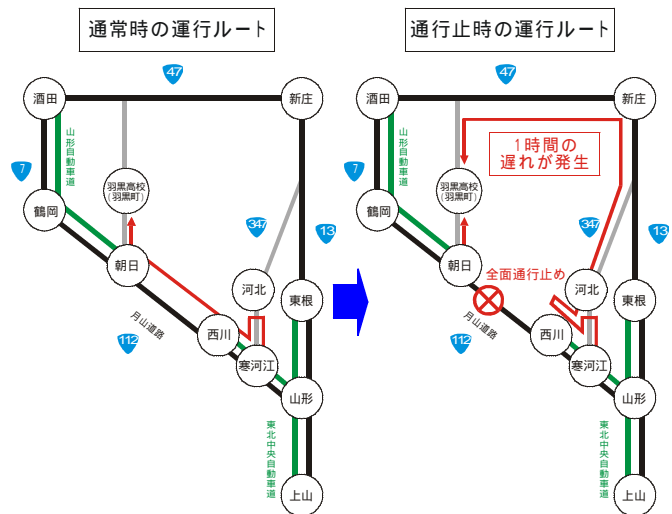 通常時の運行ルート
47
酒田
新庄
山形自動車道
7
羽黒高校
(羽黒町)
鶴岡
347
13
朝日
河北
東根
月山道路
西川
112
寒河江
山形
東北中央自動車道
上山
通行止時の運行ルート
47
酒田
新庄
1時間の
遅れが発生
山形自動車道
7
羽黒高校
(羽黒町)
鶴岡
347
13
朝日
全面通行止め
河北
東根
月山道路
西川
112
寒河江
山形
東北中央自動車道
上山